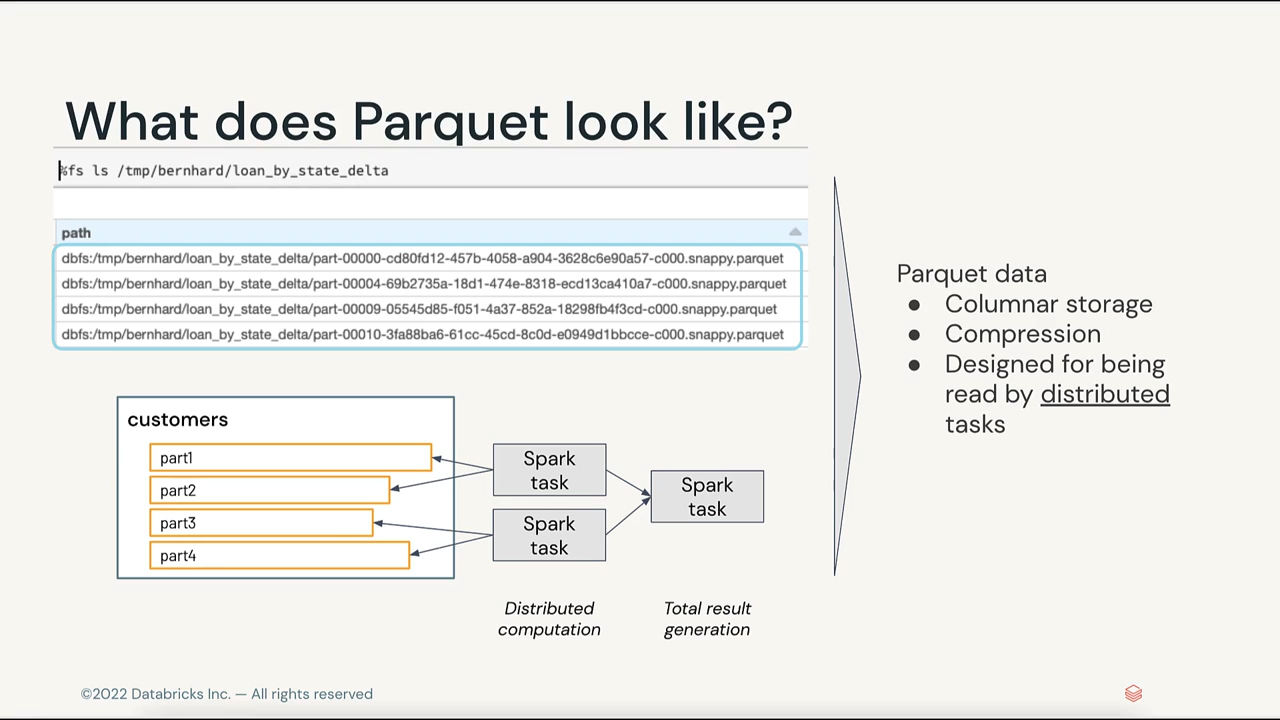 What does Parquet look like?
%fs ls /tmp/bernhard/loan_by_state_delta
path
dbfs:/tmp/bernhard/loan_by_state_delta/part-00000-cd80fd12-457b-4058-a904-3628c6e90a57-c000.snappy.parquet
dbfs:/tmp/bernhard/loan_by_state_delta/part-00004-69b2735a-18d1-474e-8318-ecd13ca410a7-c000.snappy.parquet
dbfs:/tmp/bernhard/loan_by_state_delta/part-00009-05545d85-f051-4a37-852a-18298fb4f3cd-c000.snappy.parquet
dbfs:/tmp/bernhard/loan_by_state_delta/part-00010-3fa88ba6-61cc-45cd-8c0d-e0949d1bbcce-c000.snappy.parquet
customers
part1
part2
part3
part4
Spark
task
Spark
task
Spark
task
Distributed
computation
Total result
generation
Parquet data
● Columnar storage
● Compression
● Designed for being
read by distributed
tasks
©2022 Databricks Inc. — All rights reserved